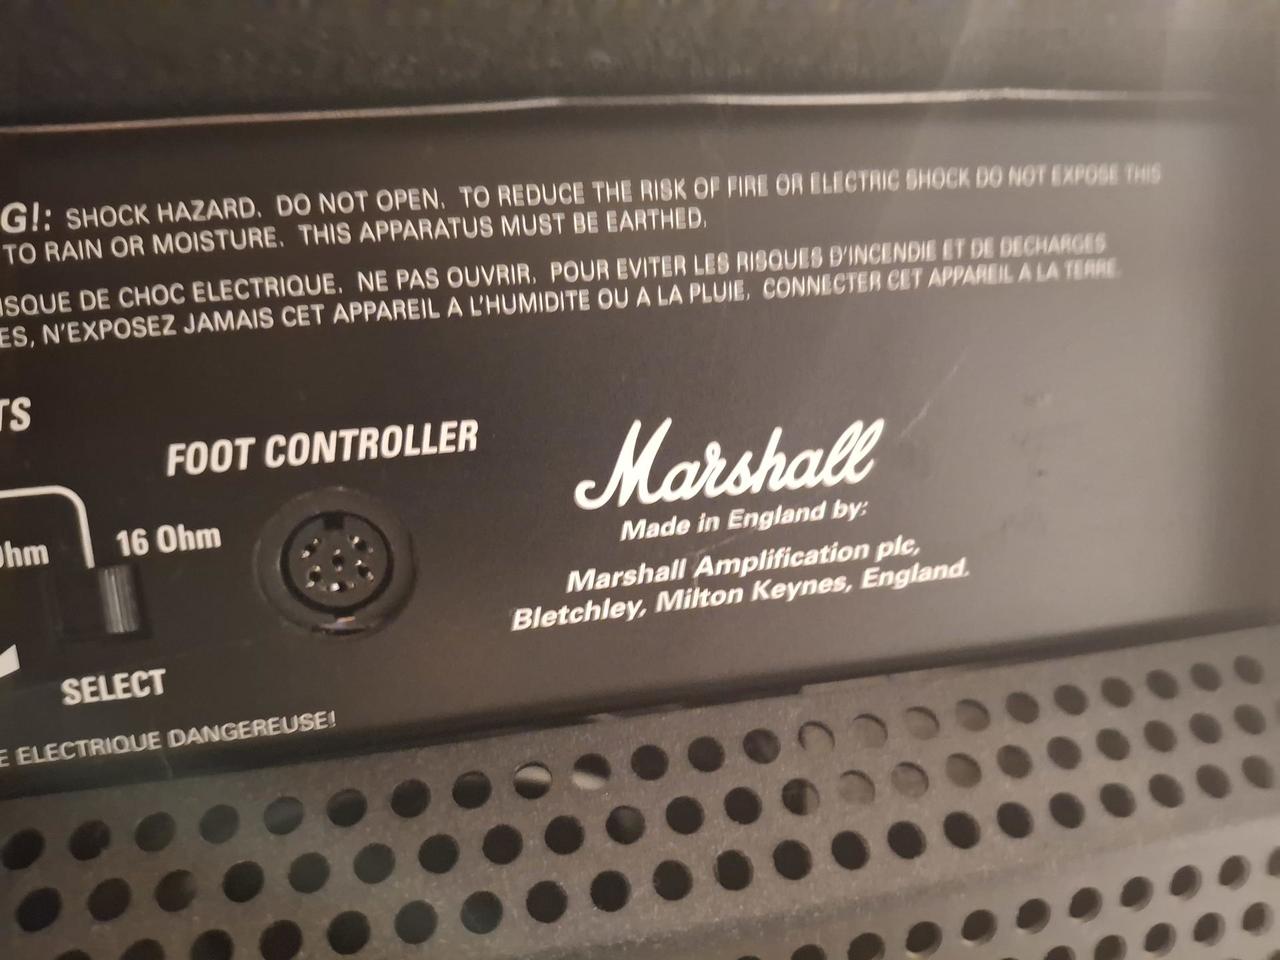 G!: SHOCK HAZARD. DO NOT OPEN. TO REDUCE THE RISK OF FIRE OR ELECTRIC SHOCK DO NOT EXPOSE THIS
TO RAIN OR MOISTURE. THIS APPARATUS MUST BE EARTHED.
ISQUE DE CHOC ELECTRIQUE. NE PAS OUVRIR. POUR EVITER LES RISQUES D'INCENDIE ET DE DECHARGES
ES, N'EXPOSEZ JAMAIS CET APPAREIL A L'HUMIDITE OU A LA PLUIE. CONNECTER CET APPAREIL A LA TERRE.
TS
FOOT CONTROLLER
Ohm
16 Ohm
SELECT
Marshall
Made in England by:
Marshall Amplification plc,
Bletchley, Milton Keynes, England.
E ELECTRIQUE DANGEREUSE!